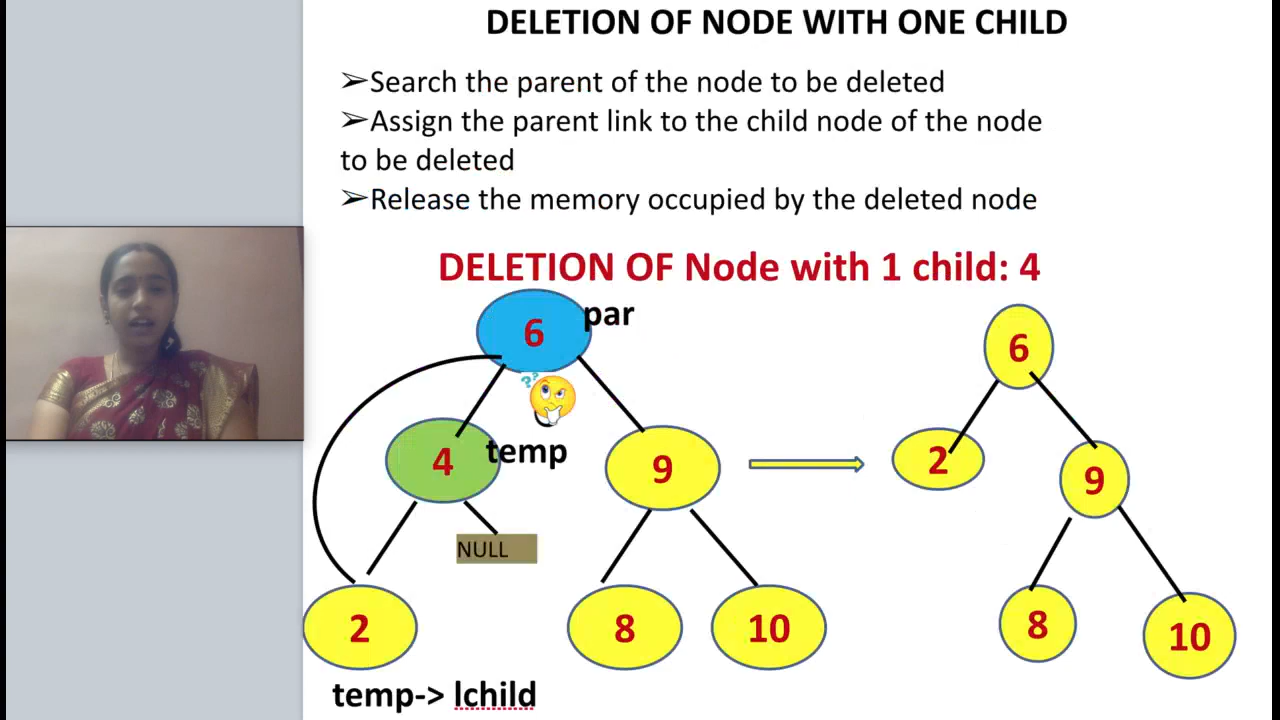 DELETION OF NODE WITH ONE CHILD
➢Search the parent of the node to be deleted
➢Assign the parent link to the child node of the node
to be deleted
➢Release the memory occupied by the deleted node
DELETION OF Node with 1 child: 4
6
par
6
??
4
temp
9
2
9
NULL
2
8
10
8
10
temp-> lchild